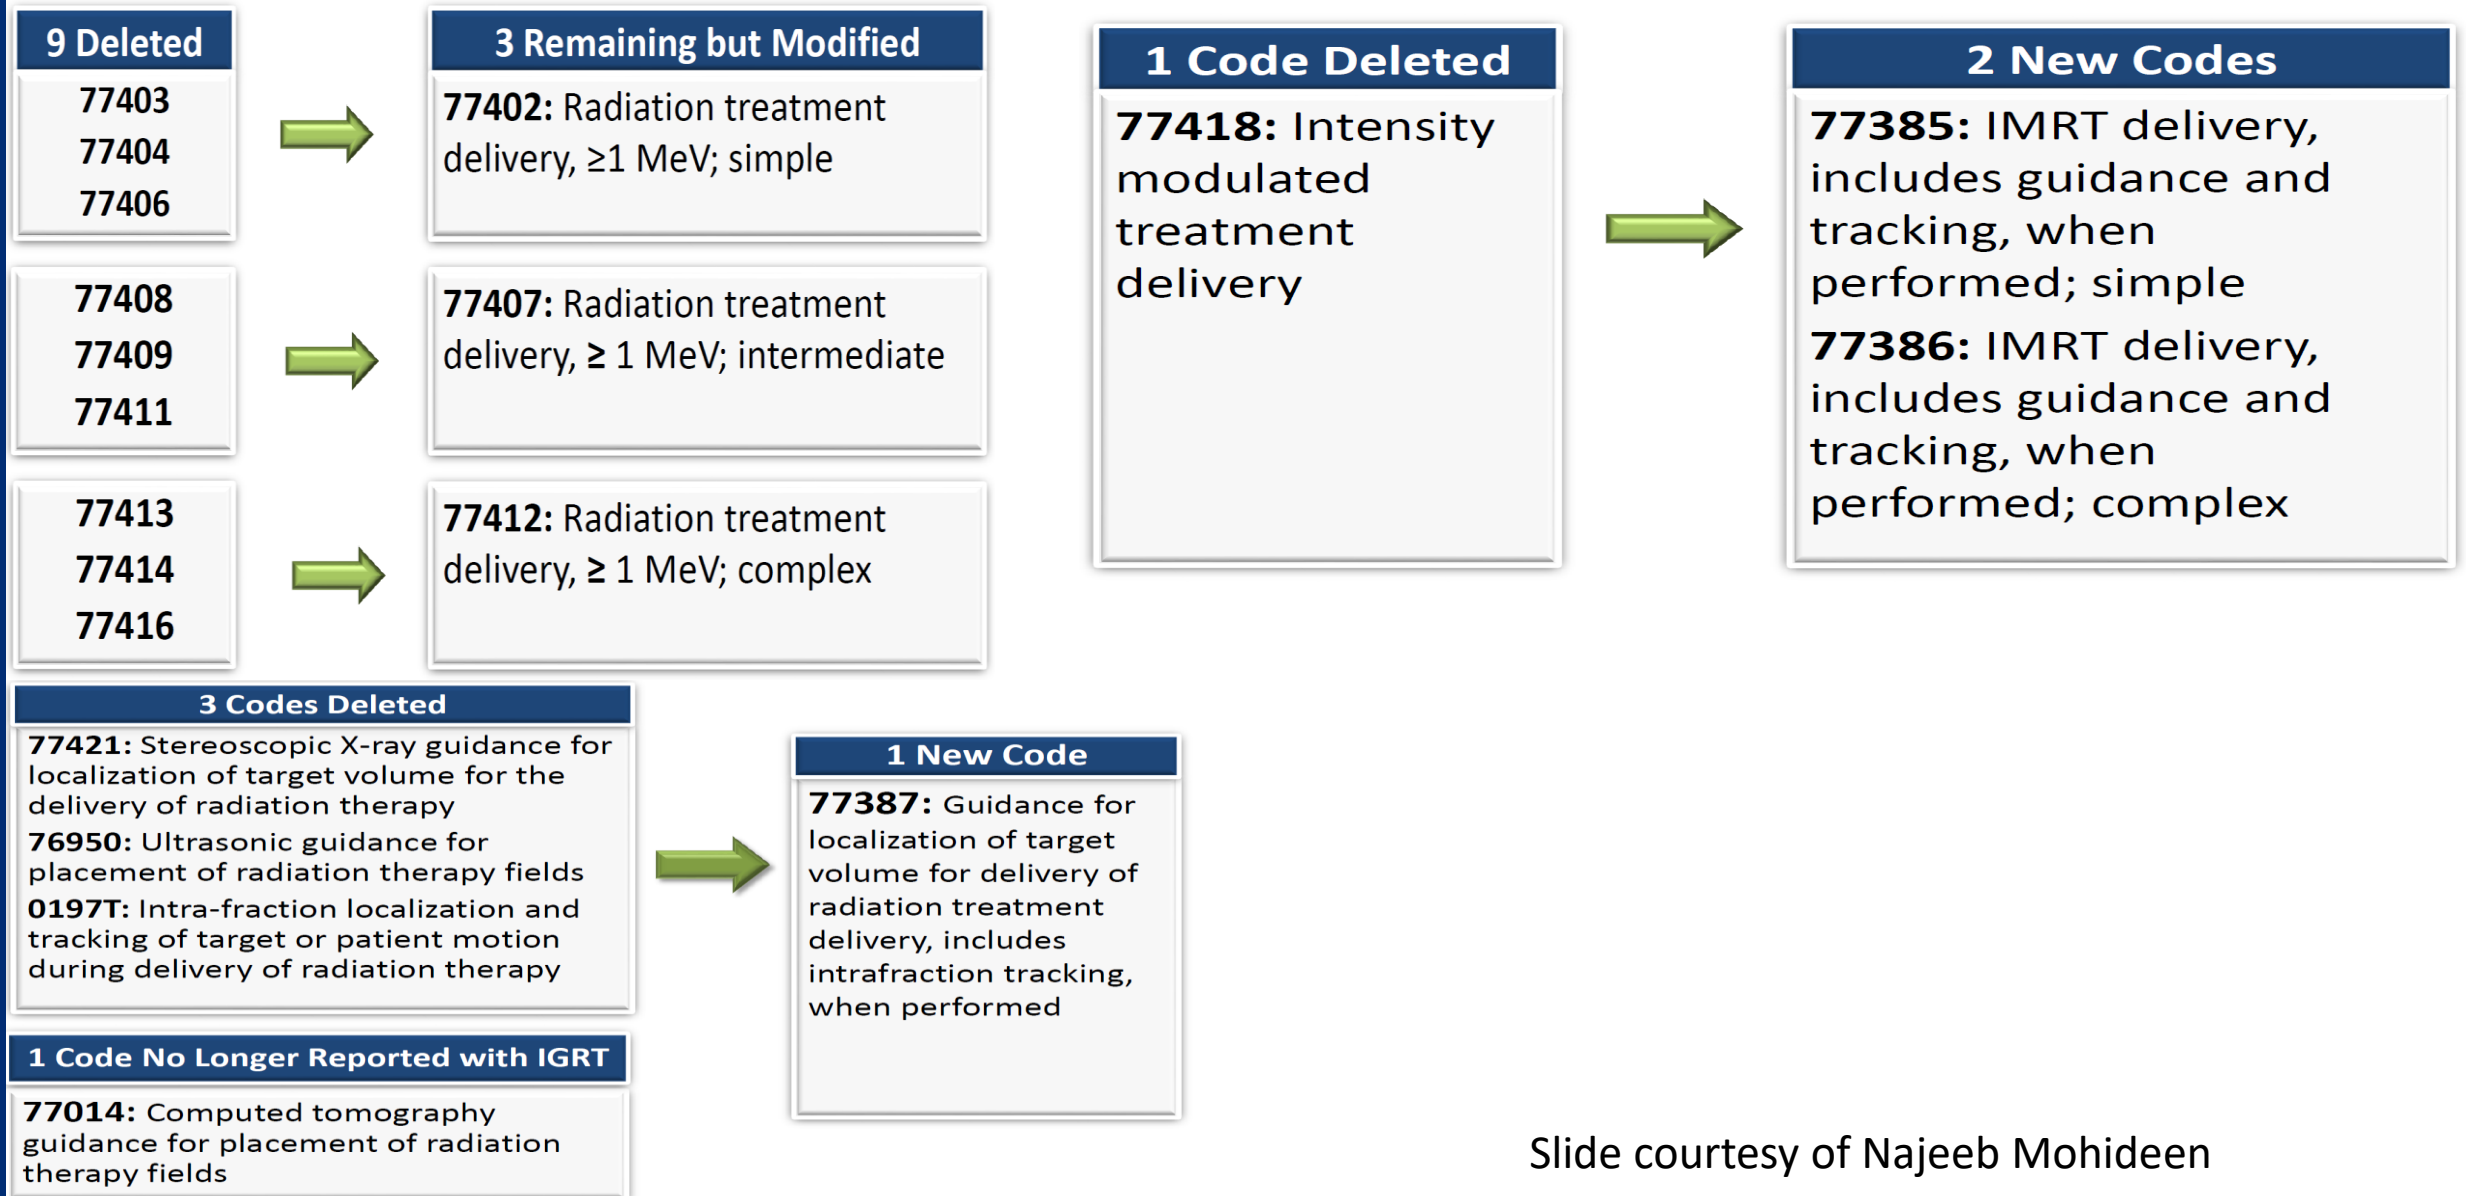 9 Deleted
77403
77404
77406
3 Remaining but Modified
77402: Radiation treatment
delivery, ≥1 MeV; simple
77408
77409
77411
77407: Radiation treatment
delivery, ≥ 1 MeV; intermediate
77413
77414
77416
77412: Radiation treatment
delivery, ≥ 1 MeV; complex
1 Code Deleted
77418: Intensity
modulated
treatment
delivery
2 New Codes
77385: IMRT delivery,
includes guidance and
tracking, when
performed; simple
77386: IMRT delivery,
includes guidance and
tracking, when
performed; complex
3 Codes Deleted
77421: Stereoscopic X-ray guidance for
localization of target volume for the
delivery of radiation therapy
76950: Ultrasonic guidance for
placement of radiation therapy fields
0197T: Intra-fraction localization and
tracking of target or patient motion
during delivery of radiation therapy
1 New Code
77387: Guidance for
localization of target
volume for delivery of
radiation treatment
delivery, includes
intrafraction tracking,
when performed
1 Code No Longer Reported with IGRT
77014: Computed tomography
guidance for placement of radiation
therapy fields
Slide courtesy of Najeeb Mohideen